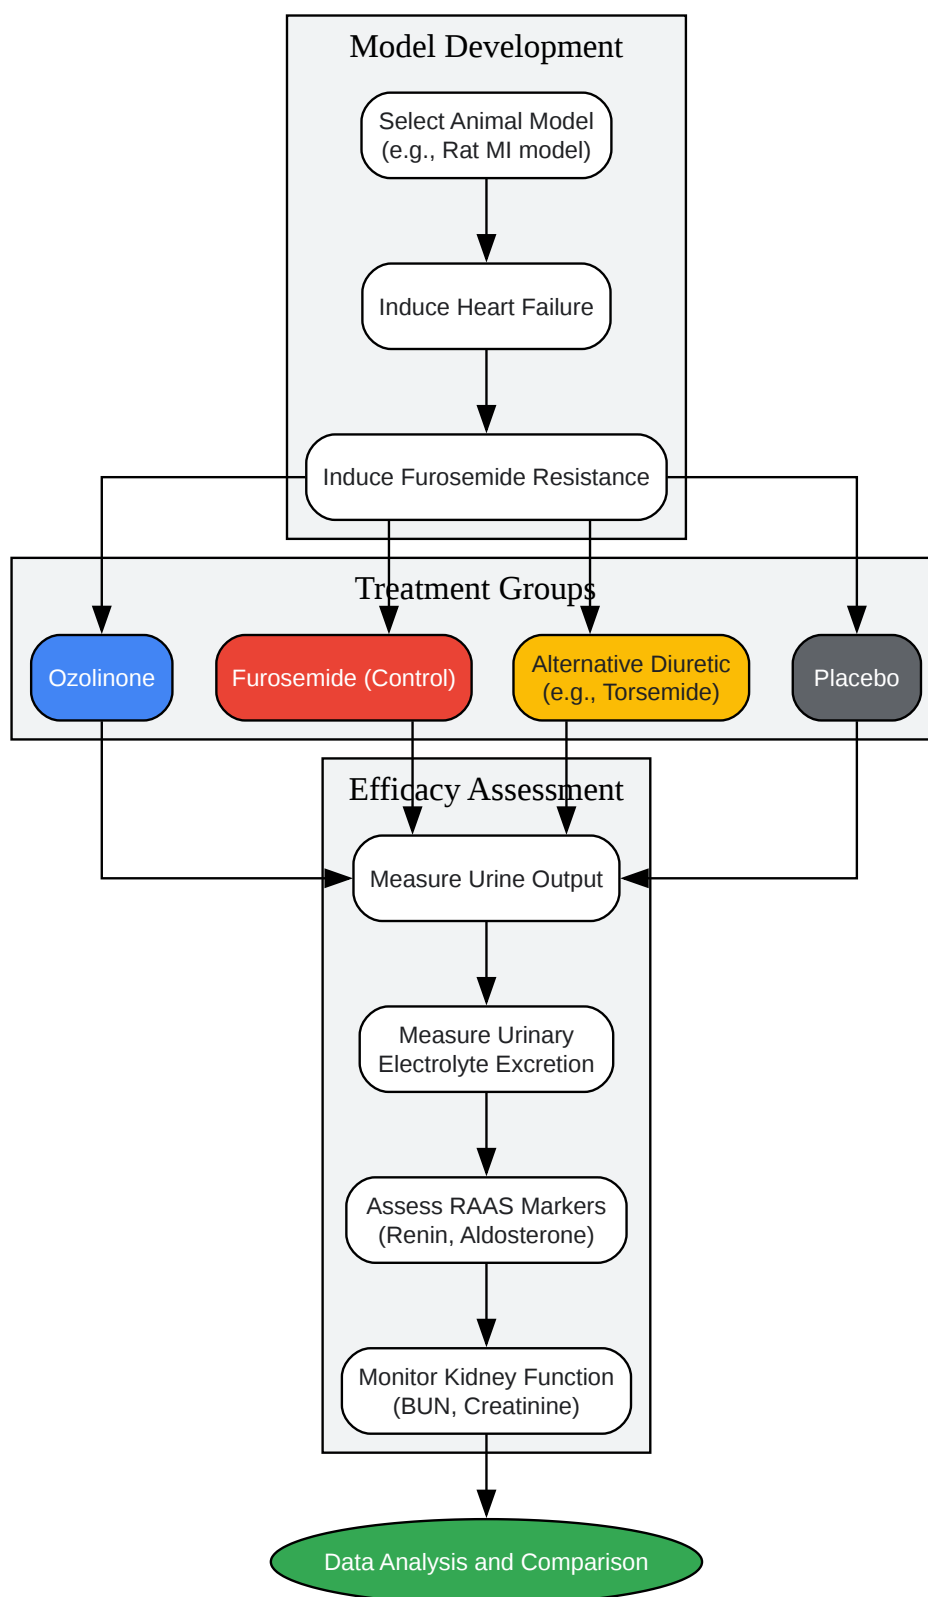 Model Development
Select Animal Model
(e.g., Rat MI model)
Induce Heart Failure
Induce Furosemide Resistance
Treatment Groups
Ozolinone
Furosemide (Control)
Alternative Diuretic
(e.g., Torsemide)
Placebo
Efficacy Assessment
Measure Urine Output
Measure Urinary
Electrolyte Excretion
Assess RAAS Markers
(Renin, Aldosterone)
Monitor Kidney Function
(BUN, Creatinine)
Data Analysis and Comparison